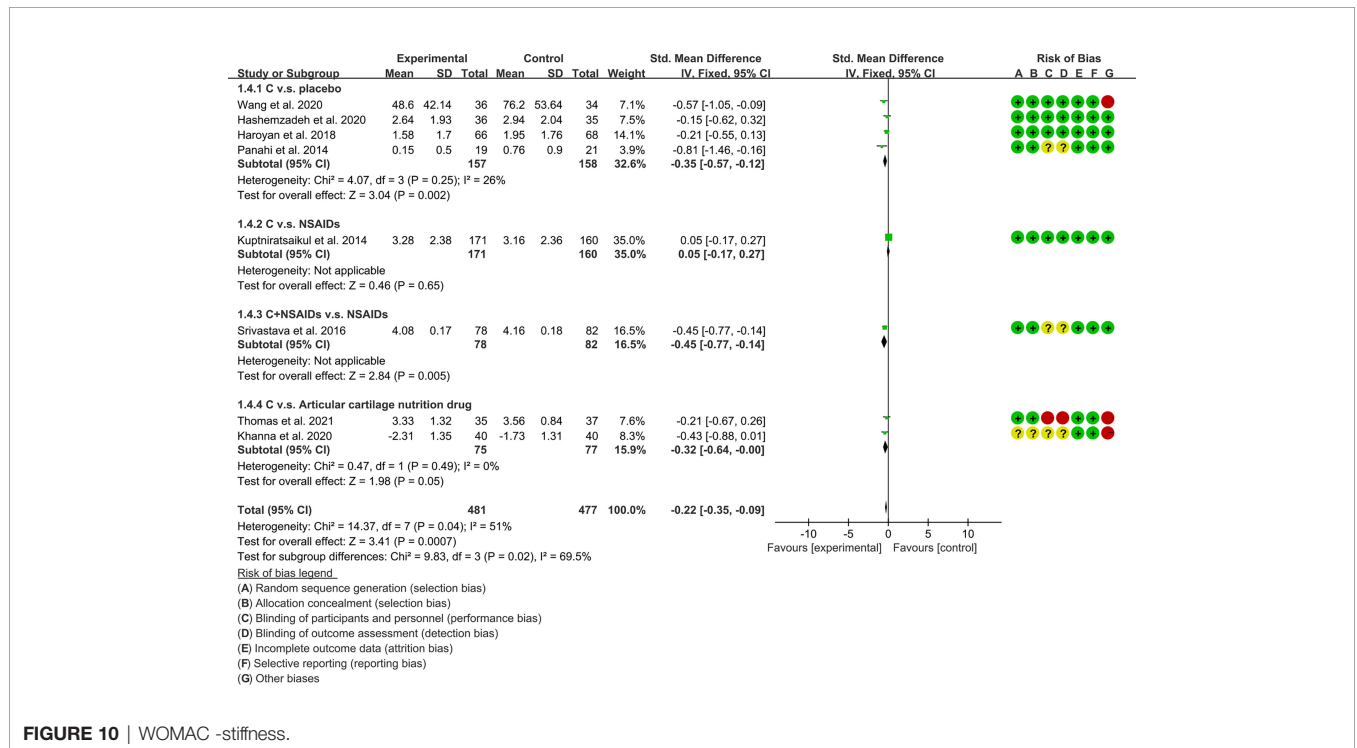 Experimental Control Std. Mean Difference Std. Mean Difference Risk of Bias
Study or Subgroup Mean SD Total Mean SD Total Weight IV, Fixed, 95% CI IV, Fixed, 95% CI A B C D E F G
1.4.1 C v.s. placebo
Wang et al. 2020 48.6 42.14 36 76.2 53.64 34 7.1% -0.57 [-1.05, -0.09] + + + + + +
Hashemzadeh et al. 2020 2.64 1.93 36 2.94 2.04 35 7.5% -0.15 [-0.62, 0.32] + + + + + + +
Haroyan et al. 2018 1.58 1.7 66 1.95 1.76 68 14.1% -0.21 [-0.55, 0.13] + + + + + + +
Panahi et al. 2014 0.15 0.5 19 0.76 0.9 21 3.9% -0.81 [-1.46, -0.16] + + ? ? + + +
Subtotal (95% CI) 157 158 32.6% -0.35 [-0.57, -0.12]
Heterogeneity: Chi² = 4.07, df = 3 (P = 0.25); I² = 26%
Test for overall effect: Z = 3.04 (P = 0.002)
1.4.2 C v.s. NSAIDs
Kuptniratsaikul et al. 2014 3.28 2.38 171 3.16 2.36 160 35.0% 0.05 [-0.17, 0.27] + + + + + + +
Subtotal (95% CI) 171 160 35.0% 0.05 [-0.17, 0.27]
Heterogeneity: Not applicable
Test for overall effect: Z = 0.46 (P = 0.65)
1.4.3 C+NSAIDs v.s. NSAIDs
Srivastava et al. 2016 4.08 0.17 78 4.16 0.18 82 16.5% -0.45 [-0.77, -0.14] + + ? ? + + +
Subtotal (95% CI) 78 82 16.5% -0.45 [-0.77, -0.14]
Heterogeneity: Not applicable
Test for overall effect: Z = 2.84 (P = 0.005)
1.4.4 C v.s. Articular cartilage nutrition drug
Thomas et al. 2021 3.33 1.32 35 3.56 0.84 37 7.6% -0.21 [-0.67, 0.26] + + + +
Khanna et al. 2020 -2.31 1.35 40 -1.73 1.31 40 8.3% -0.43 [-0.88, 0.01] ? ? ? ? + +
Subtotal (95% CI) 75 77 15.9% -0.32 [-0.64, -0.00]
Heterogeneity: Chi² = 0.47, df = 1 (P = 0.49); I² = 0%
Test for overall effect: Z = 1.98 (P = 0.05)
Total (95% CI) 481 477 100.0% -0.22 [-0.35, -0.09]
Heterogeneity: Chi² = 14.37, df = 7 (P = 0.04); I² = 51%
Test for overall effect: Z = 3.41 (P = 0.0007)
Test for subgroup differences: Chi² = 9.83, df = 3 (P = 0.02), I² = 69.5%
-10 -5 0 5 10
Favours [experimental] Favours [control]
Risk of bias legend
(A) Random sequence generation (selection bias)
(B) Allocation concealment (selection bias)
(C) Blinding of participants and personnel (performance bias)
(D) Blinding of outcome assessment (detection bias)
(E) Incomplete outcome data (attrition bias)
(F) Selective reporting (reporting bias)
(G) Other biases
FIGURE 10 | WOMAC -stiffness.